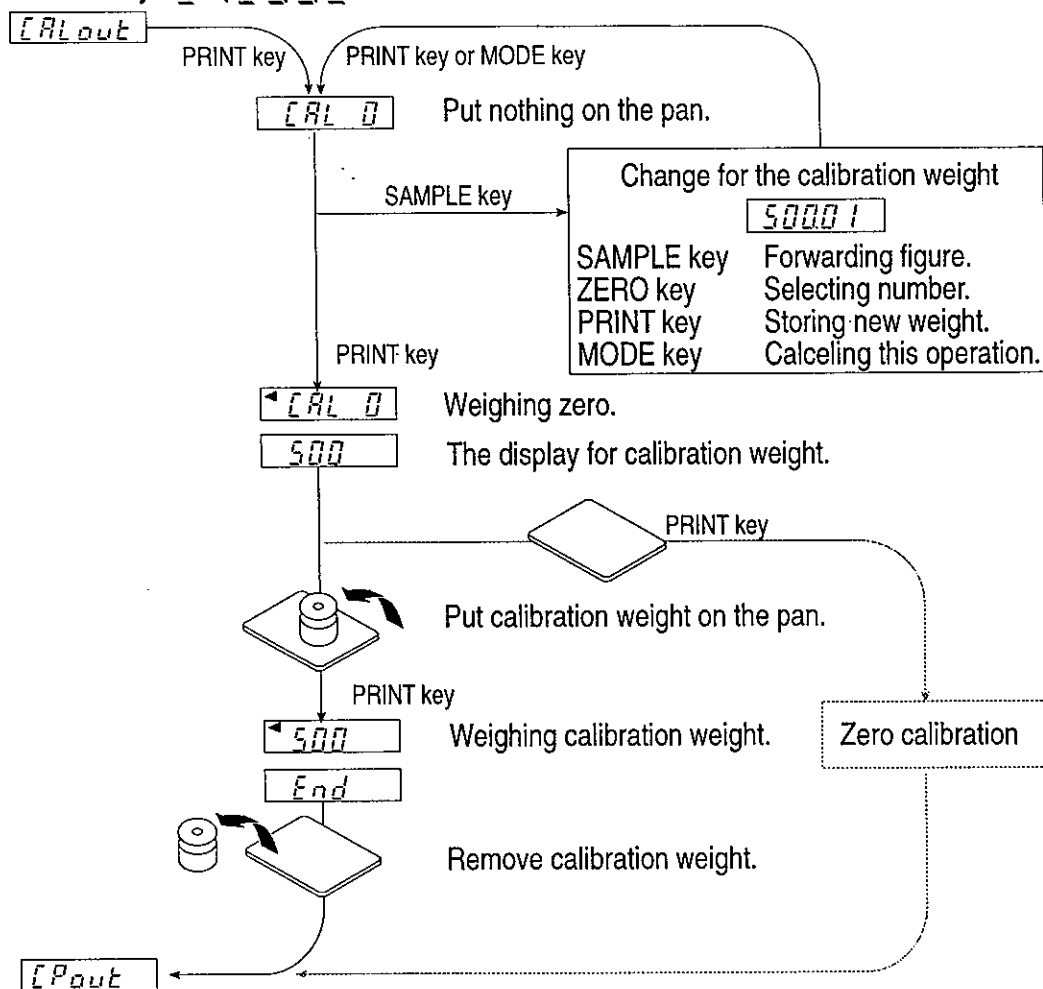 CALout
PRINT key
PRINT key or MODE key
CAL 0
Put nothing on the pan.
SAMPLE key
Change for the calibration weight
500.01
SAMPLE key Forwarding figure.
ZERO key Selecting number.
PRINT key Storing new weight.
MODE key Calceling this operation.
PRINT key
CAL 0
Weighing zero.
500
The display for calibration weight.
PRINT key
Put calibration weight on the pan.
PRINT key
500
Weighing calibration weight.
Zero calibration
End
Remove calibration weight.
CPout